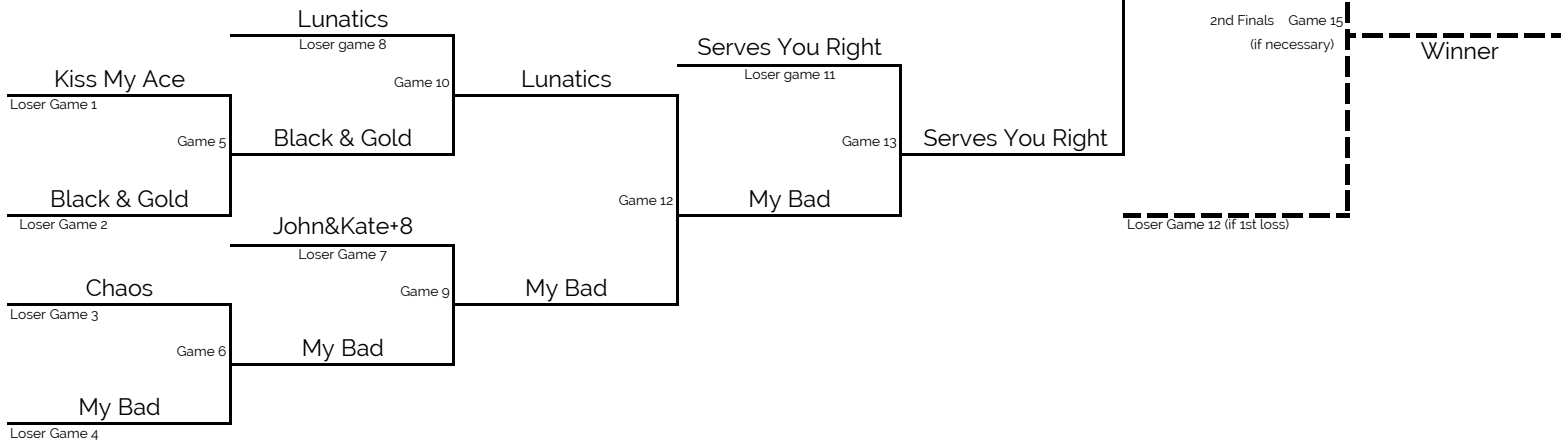 Lunatics
Loser game 8
Kiss My Ace
Loser Game 1
Game 10
Lunatics
Game 5
Black & Gold
Black & Gold
Loser Game 2
John&Kate+8
Loser Game 7
Chaos
Loser Game 3
Game 9
My Bad
Game 6
My Bad
My Bad
Loser Game 4
Game 12
Serves You Right
Loser game 11
Game 13
My Bad
Serves You Right
2nd Finals Game 15
(if necessary)
Winner
Loser Game 12 (if 1st loss)